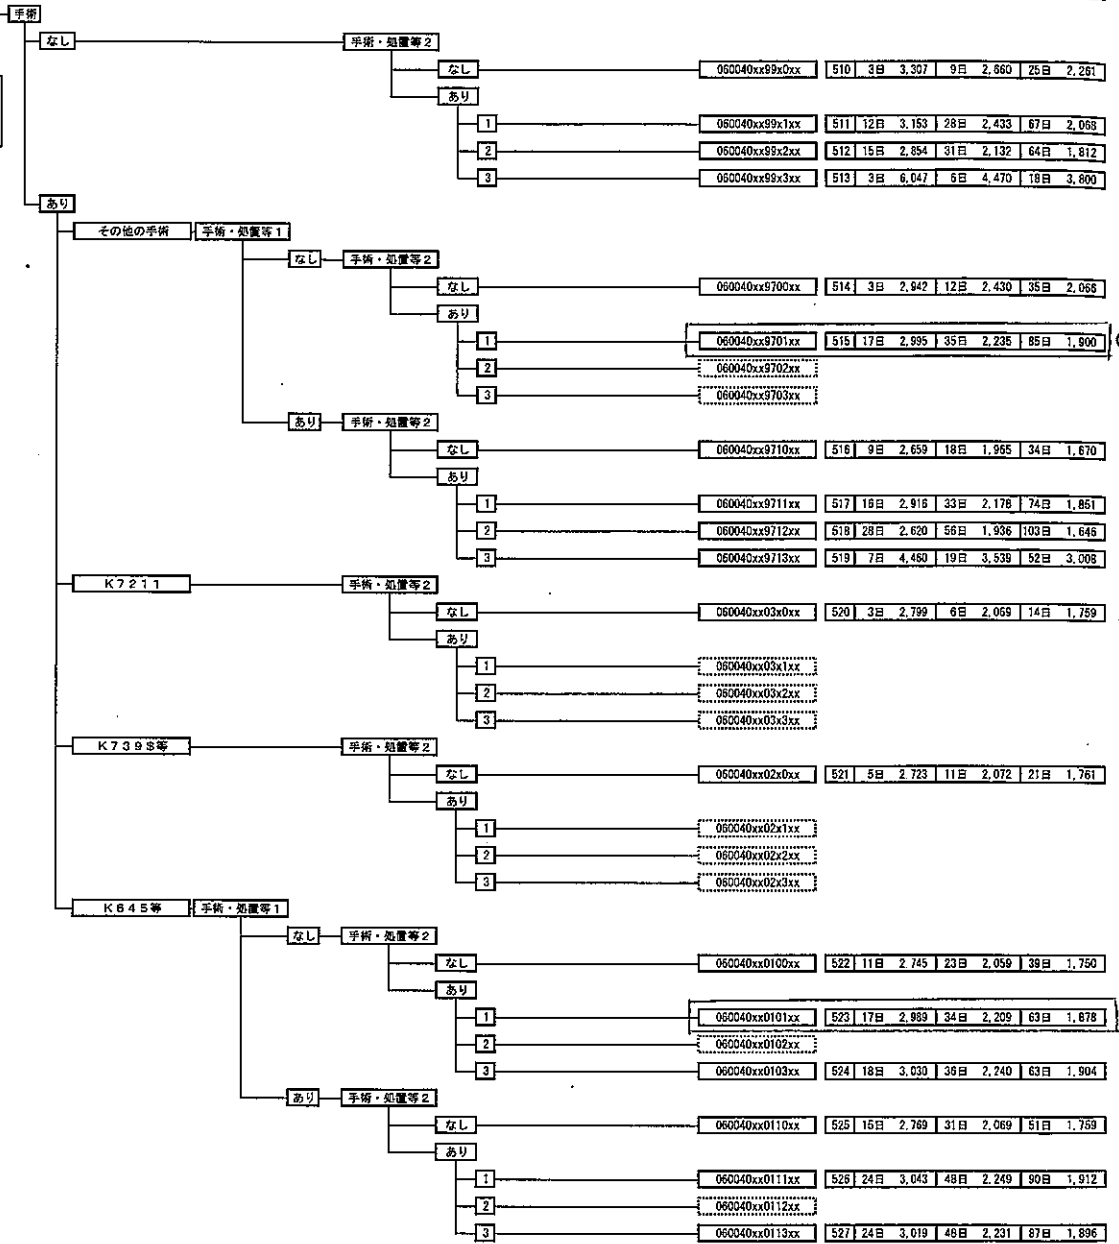 手術
なし 手術・処置等2
なし 060040xx99x0xx 510 3日 3,307 9日 2,660 25日 2,261
あり
1 060040xx99x1xx 511 12日 3,153 28日 2,433 67日 2,068
2 060040xx99x2xx 512 15日 2,854 31日 2,132 64日 1,812
3 060040xx99x3xx 513 3日 6,047 6日 4,470 18日 3,800
あり
その他の手術 手術・処置等1
なし 手術・処置等2
なし 060040xx9700xx 514 3日 2,942 12日 2,430 35日 2,066
あり
1 060040xx9701xx 515 17日 2,995 35日 2,235 85日 1,900
2 060040xx9702xx
3 060040xx9703xx
あり 手術・処置等2
なし 060040xx9710xx 516 9日 2,659 18日 1,965 34日 1,670
あり
1 060040xx9711xx 517 16日 2,916 33日 2,178 74日 1,851
2 060040xx9712xx 518 28日 2,620 56日 1,936 103日 1,646
3 060040xx9713xx 519 7日 4,460 19日 3,539 52日 3,008
K7211 手術・処置等2
なし 060040xx03x0xx 520 3日 2,799 6日 2,069 14日 1,759
あり
1 060040xx03x1xx
2 060040xx03x2xx
3 060040xx03x3xx
K739$等 手術・処置等2
なし 060040xx02x0xx 521 5日 2,723 11日 2,072 21日 1,761
あり
1 060040xx02x1xx
2 060040xx02x2xx
3 060040xx02x3xx
K645等 手術・処置等1
なし 手術・処置等2
なし 060040xx0100xx 522 11日 2,745 23日 2,059 39日 1,750
あり
1 060040xx0101xx 523 17日 2,989 34日 2,209 63日 1,878
2 060040xx0102xx
3 060040xx0103xx 524 18日 3,030 36日 2,240 63日 1,904
あり 手術・処置等2
なし 060040xx0110xx 525 15日 2,769 31日 2,069 51日 1,759
あり
1 060040xx0111xx 526 24日 3,043 48日 2,249 90日 1,912
2 060040xx0112xx
3 060040xx0113xx 527 24日 3,019 48日 2,231 87日 1,896